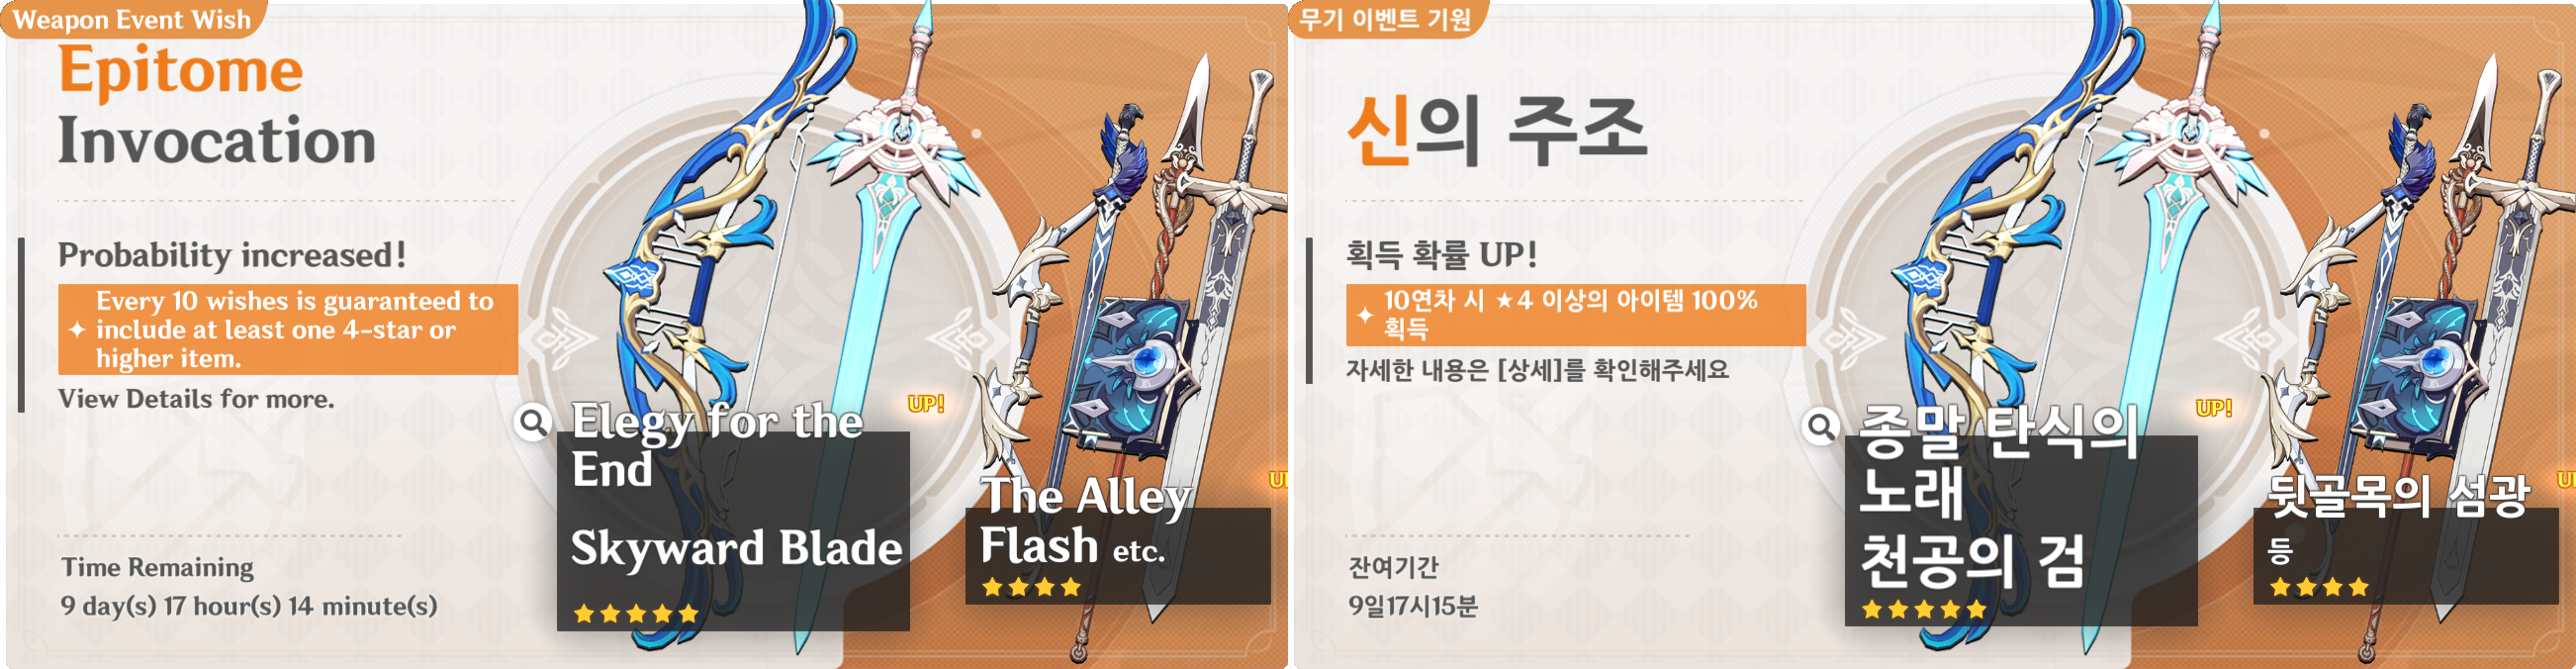 Weapon Event Wish
Epitome
Invocation
Probability increased!
Every 10 wishes is guaranteed to
include at least one 4-star or
higher item.
View Details for more.
Time Remaining
9 day(s) 17 hour(s) 14 minute(s)
UP!
Elegy for the
End
Skyward Blade
The Alley
Flash etc.
무기 이벤트 기원
신의 주조
획득 확률 UP!
10연차 시 ★4 이상의 아이템 100%
획득
자세한 내용은 [상세]를 확인해주세요
잔여기간
9일17시15분
UP!
종말 탄식의
노래
천공의 검
뒷골목의 섬광
등